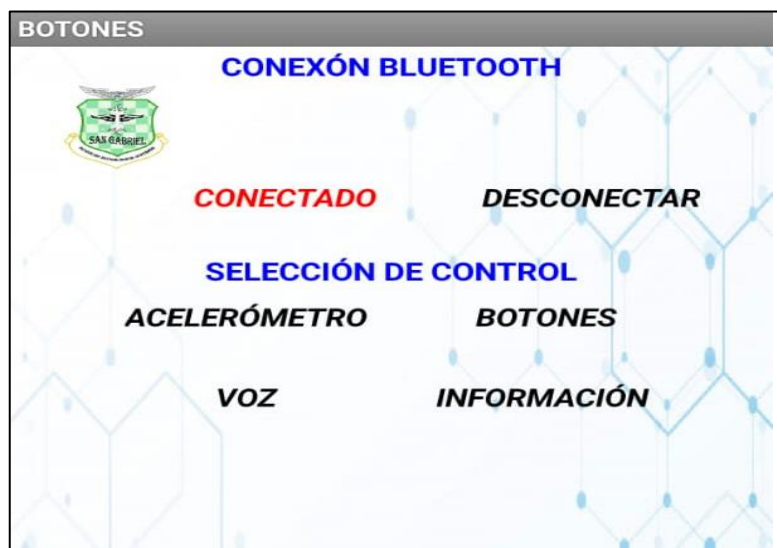 BOTONES
CONEXÓN BLUETOOTH
SAN GABRIEL
CONECTADO DESCONECTAR
SELECCIÓN DE CONTROL
ACELERÓMETRO BOTONES
VOZ INFORMACIÓN